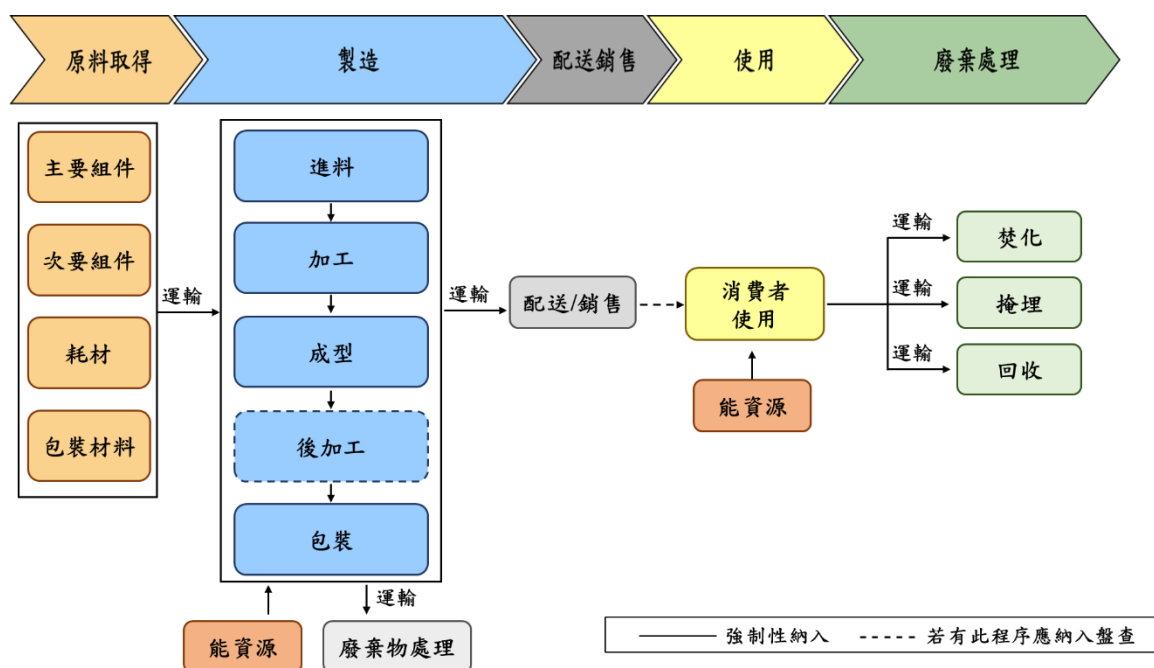 原料取得
製造
配送銷售
使用
廢棄處理
主要組件
次要組件
耗材
包裝材料
運輸
進料
加工
成型
後加工
包裝
能資源
運輸
廢棄物處理
運輸
配送/銷售
消費者
使用
能資源
運輸
焚化
運輸
掩埋
運輸
回收
強制性納入
若有此程序應納入盤查